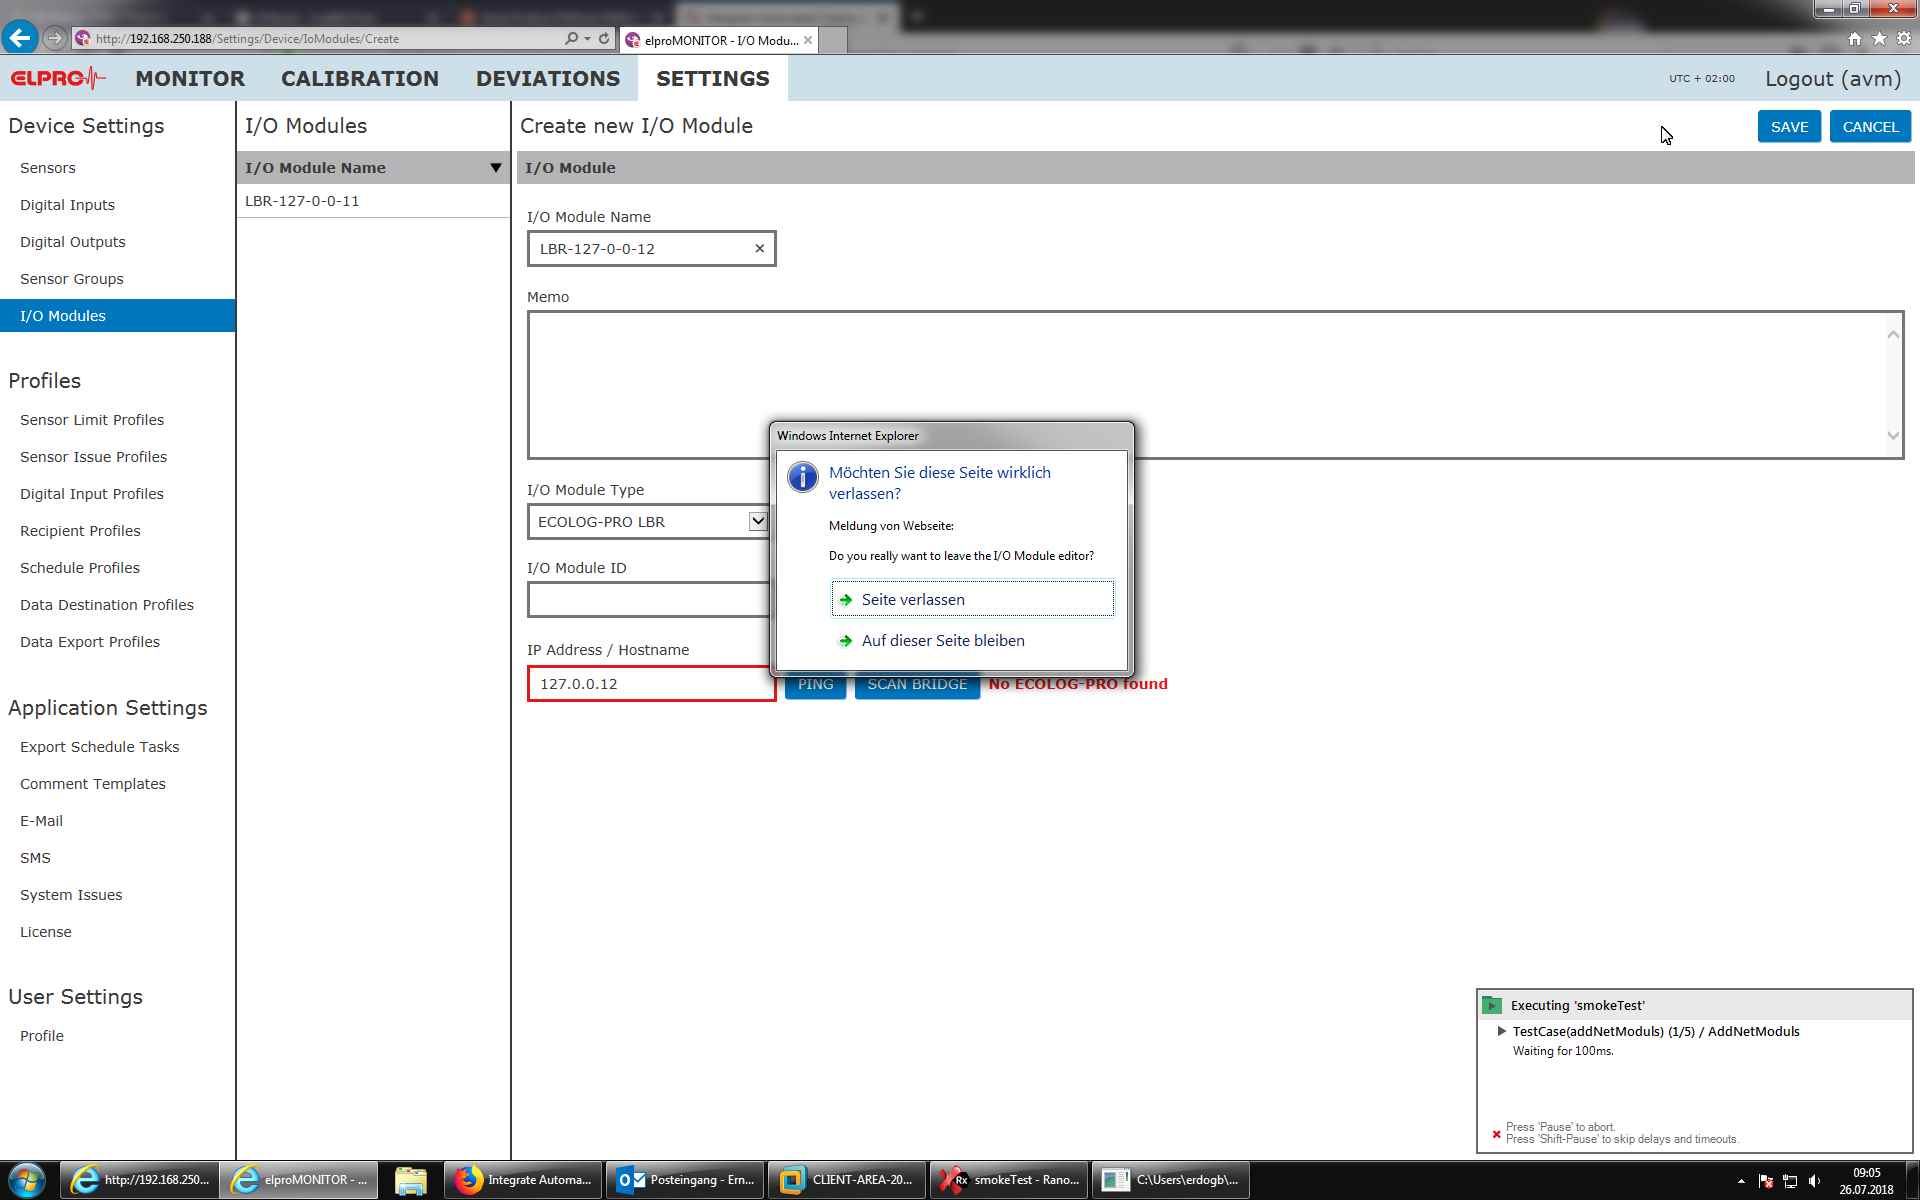 http://192.168.250.188/Settings/Device/IoModules/Create
elproMONITOR - I/O Modu...
ELPRO
MONITOR
CALIBRATION
DEVIATIONS
SETTINGS
UTC + 02:00
Logout (avm)
Device Settings
Sensors
Digital Inputs
Digital Outputs
Sensor Groups
I/O Modules
Profiles
Sensor Limit Profiles
Sensor Issue Profiles
Digital Input Profiles
Recipient Profiles
Schedule Profiles
Data Destination Profiles
Data Export Profiles
Application Settings
Export Schedule Tasks
Comment Templates
E-Mail
SMS
System Issues
License
User Settings
Profile
I/O Modules
I/O Module Name
LBR-127-0-0-11
Create new I/O Module
SAVE
CANCEL
I/O Module
I/O Module Name
LBR-127-0-0-12
Memo
I/O Module Type
ECOLOG-PRO LBR
I/O Module ID
IP Address / Hostname
127.0.0.12
PING
SCAN BRIDGE
No ECOLOG-PRO found
Windows Internet Explorer
Möchten Sie diese Seite wirklich
verlassen?
Meldung von Webseite:
Do you really want to leave the I/O Module editor?
Seite verlassen
Auf dieser Seite bleiben
Executing 'smokeTest'
TestCase(addNetModuls) (1/5) / AddNetModuls
Waiting for 100ms.
Press 'Pause' to abort.
Press 'Shift-Pause' to skip delays and timeouts.
http://192.168.250...
elproMONITOR - ...
Integrate Automa...
Posteingang - Ern...
CLIENT-AREA-20...
Rx
smokeTest - Rano...
C:\Users\erdogb\...
09:05
26.07.2018